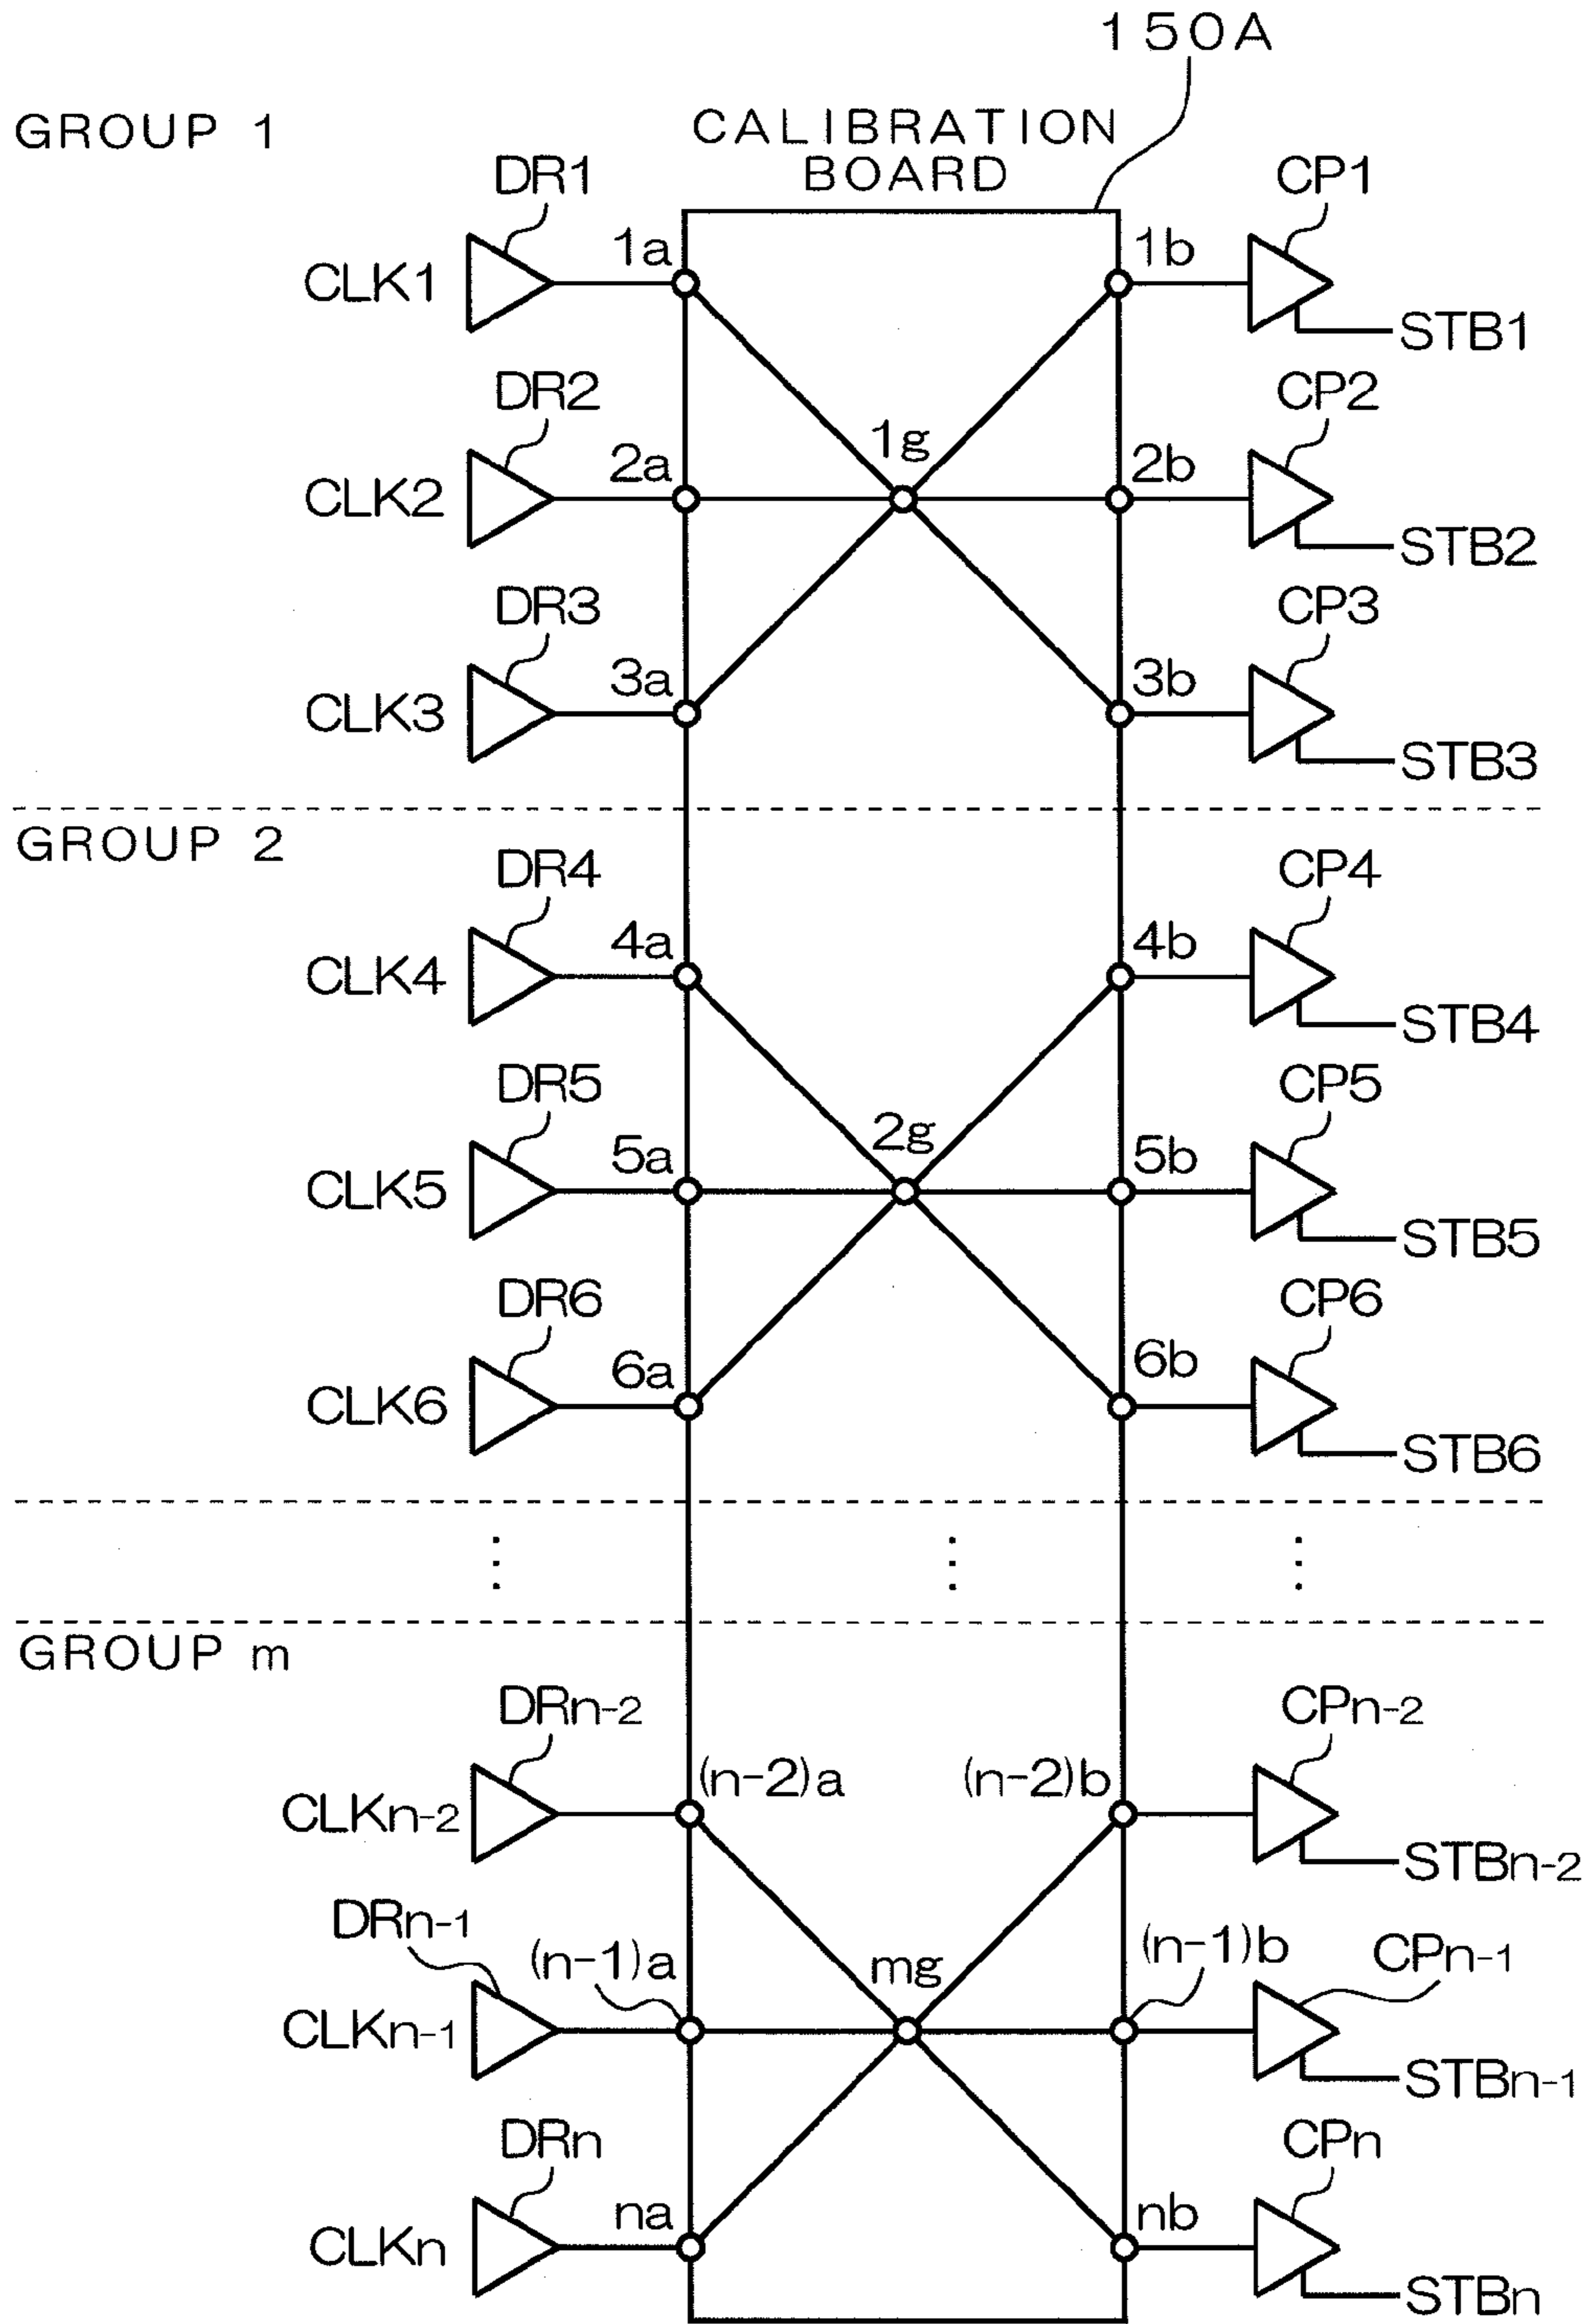 150A
GROUP 1
CALIBRATION
BOARD
DR1
CP1
1a
1b
CLK1
STB1
DR2
CP2
1g
2a
2b
CLK2
STB2
DR3
CP3
3a
3b
CLK3
STB3
GROUP 2
DR4
CP4
4a
4b
CLK4
STB4
DR5
CP5
2g
5a
5b
CLK5
STB5
DR6
CP6
6a
6b
CLK6
STB6
GROUP m
DRn-2
CPn-2
(n-2)a
(n-2)b
CLKn-2
STBn-2
DRn-1
(n-1)a
mg
(n-1)b
CPn-1
CLKn-1
STBn-1
DRn
CPn
na
nb
CLKn
STBn